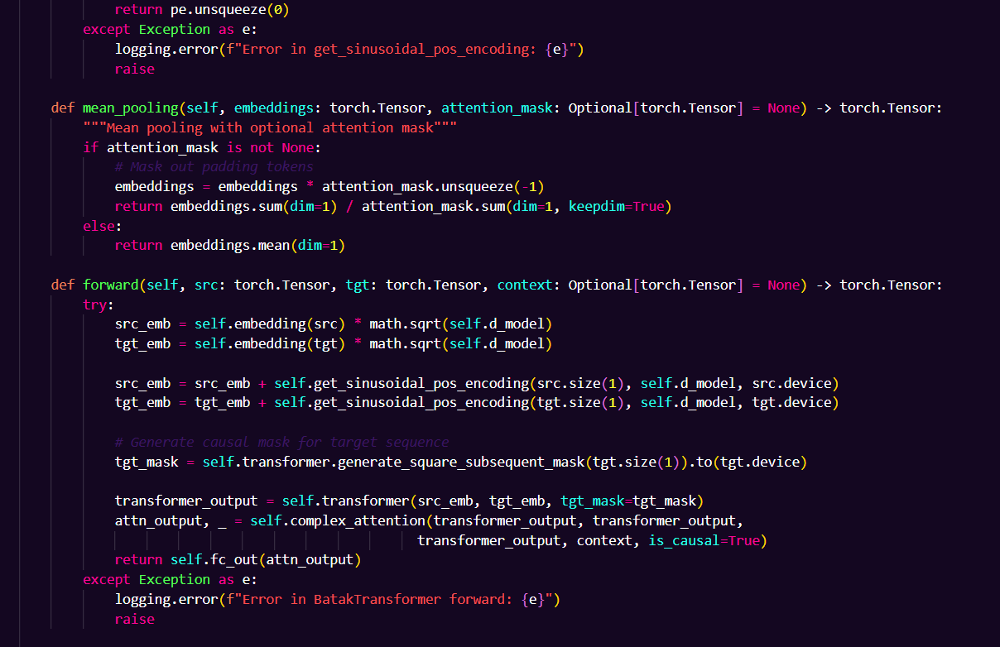 return pe.unsqueeze(0)
except Exception as e:
logging.error(f"Error in get_sinusoidal_pos_encoding: {e}")
raise
def mean_pooling(self, embeddings: torch.Tensor, attention_mask: Optional[torch.Tensor] = None) -> torch.Tensor:
"""Mean pooling with optional attention mask"""
if attention_mask is not None:
# Mask out padding tokens
embeddings = embeddings * attention_mask.unsqueeze(-1)
return embeddings.sum(dim=1) / attention_mask.sum(dim=1, keepdim=True)
else:
return embeddings.mean(dim=1)
def forward(self, src: torch.Tensor, tgt: torch.Tensor, context: Optional[torch.Tensor] = None) -> torch.Tensor:
try:
src_emb = self.embedding(src) * math.sqrt(self.d_model)
tgt_emb = self.embedding(tgt) * math.sqrt(self.d_model)
src_emb = src_emb + self.get_sinusoidal_pos_encoding(src.size(1), self.d_model, src.device)
tgt_emb = tgt_emb + self.get_sinusoidal_pos_encoding(tgt.size(1), self.d_model, tgt.device)
# Generate causal mask for target sequence
tgt_mask = self.transformer.generate_square_subsequent_mask(tgt.size(1)).to(tgt.device)
transformer_output = self.transformer(src_emb, tgt_emb, tgt_mask=tgt_mask)
attn_output, _ = self.complex_attention(transformer_output, transformer_output,
transformer_output, context, is_causal=True)
return self.fc_out(attn_output)
except Exception as e:
logging.error(f"Error in BatakTransformer forward: {e}")
raise